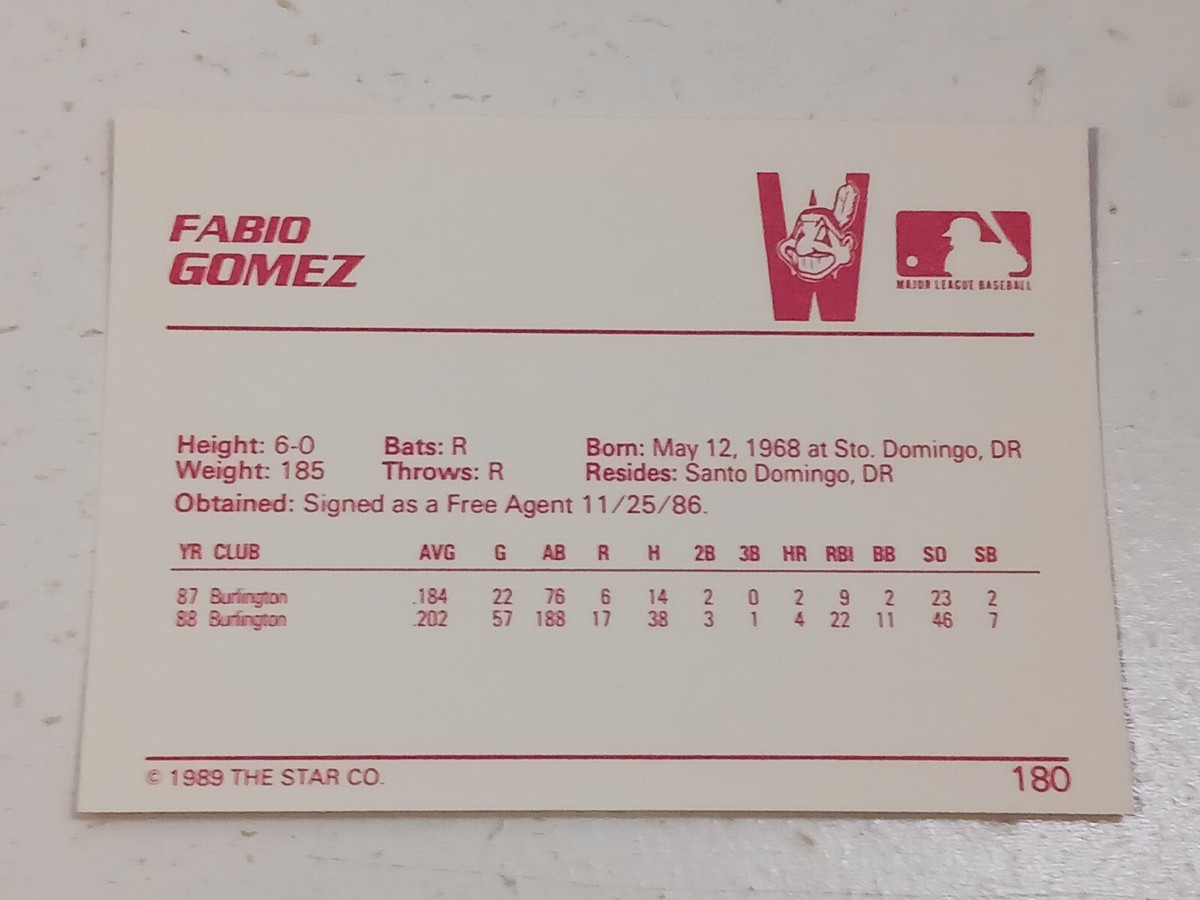 FABIO
GOMEZ
W
MAJOR LEAGUE BASEBALL
Height: 6-0 Bats: R Born: May 12, 1968 at Sto. Domingo, DR
Weight: 185 Throws: R Resides: Santo Domingo, DR
Obtained: Signed as a Free Agent 11/25/86.
YR CLUB AVG G AB R H 2B 3B HR RBI BB SO SB
87 Burlington .184 22 76 6 14 2 0 2 9 2 23 2
88 Burlington .202 57 188 17 38 3 1 4 22 11 46 7
© 1989 THE STAR CO. 180